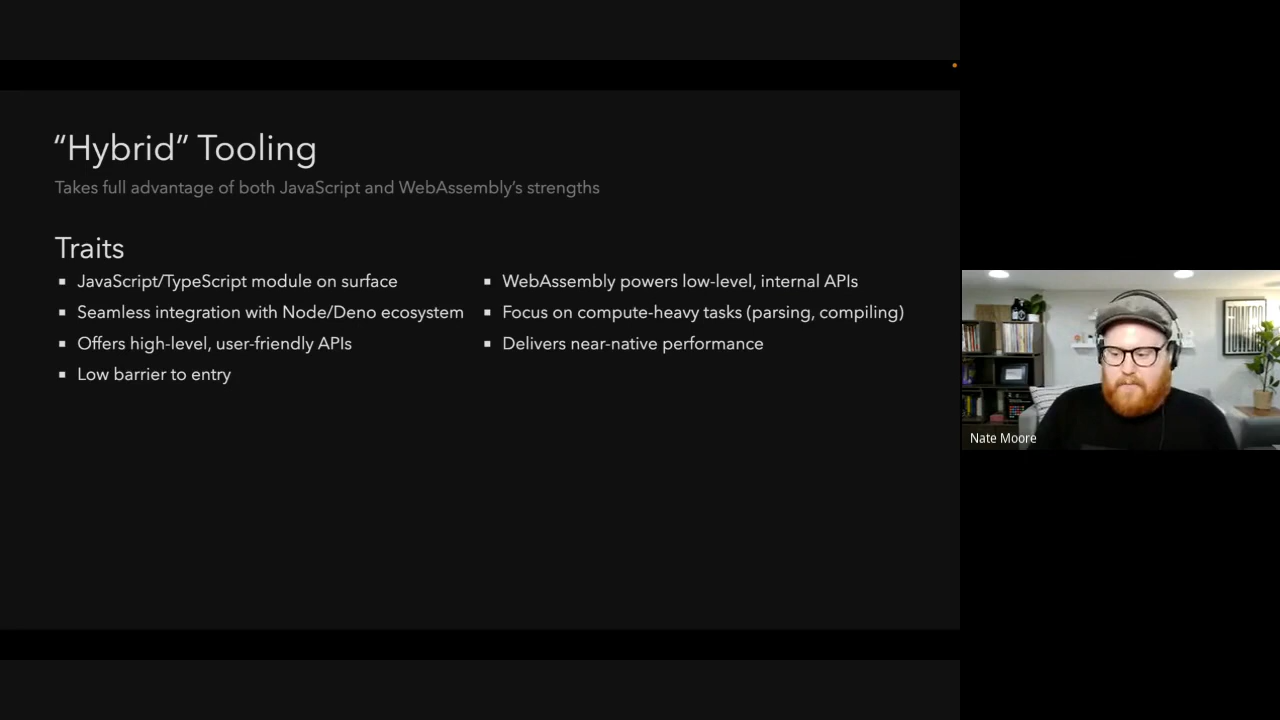 “Hybrid” Tooling
Takes full advantage of both JavaScript and WebAssembly’s strengths
Traits
▪ JavaScript/TypeScript module on surface
▪ Seamless integration with Node/Deno ecosystem
▪ Offers high-level, user-friendly APIs
▪ Low barrier to entry
▪ WebAssembly powers low-level, internal APIs
▪ Focus on compute-heavy tasks (parsing, compiling)
▪ Delivers near-native performance
Nate Moore